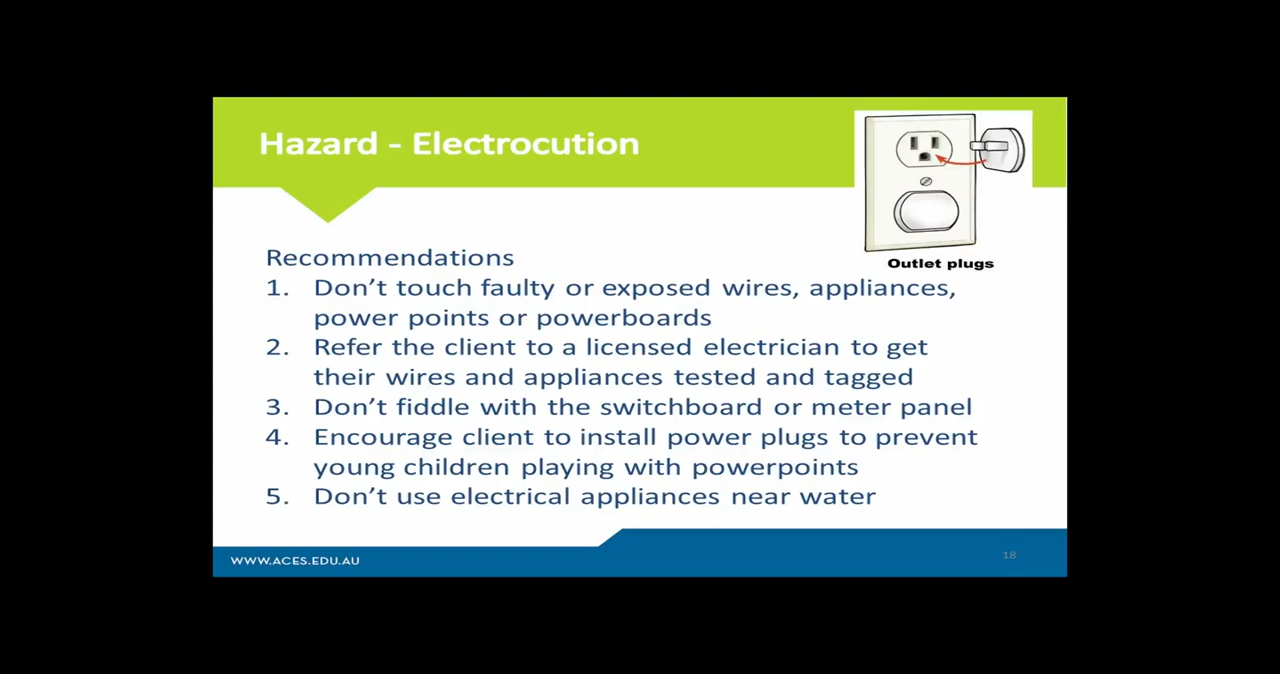 Hazard - Electrocution
Outlet plugs
Recommendations
1. Don't touch faulty or exposed wires, appliances,
power points or powerboards
2. Refer the client to a licensed electrician to get
their wires and appliances tested and tagged
3. Don't fiddle with the switchboard or meter panel
4. Encourage client to install power plugs to prevent
young children playing with powerpoints
5. Don't use electrical appliances near water
WWW.ACES.EDU.AU
18